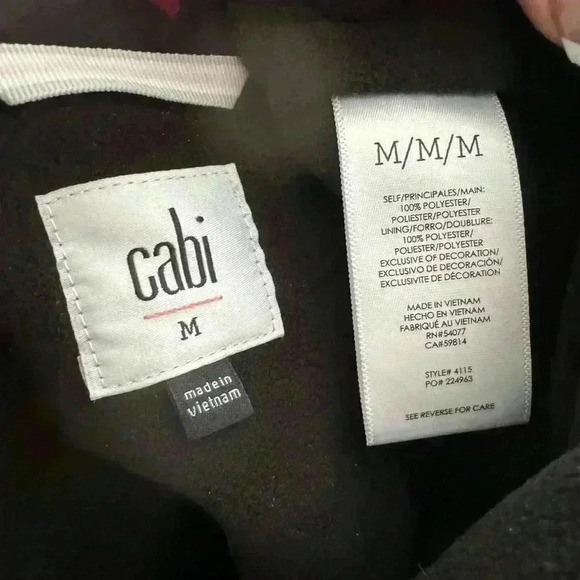 cabi
M
made in
vietnam
M/M/M
SELF/PRINCIPALES/MAIN:
100% POLYESTER/
POLIESTER/POLYESTER
LINING/FORRO/DOUBLURE:
100% POLYESTER/
POLIESTER/POLYESTER
EXCLUSIVE OF DECORATION/
EXCLUSIVO DE DECORACIÓN/
EXCLUSIVITE DE DECORATION
MADE IN VIETNAM
HECHO EN VIETNAM
FABRIQUÉ AU VIETNAM
RN#54077
CA#59814
STYLE# 4115
PO# 224963
SEE REVERSE FOR CARE